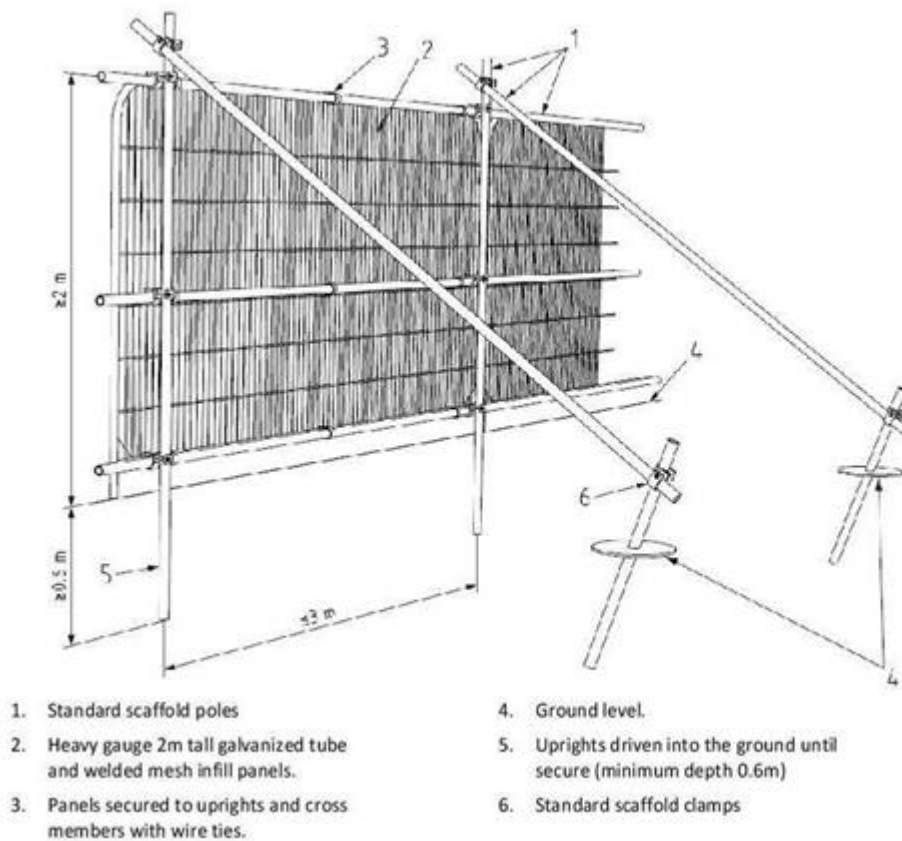 1
3
2
≥2 m
4
6
5
≥0.6 m
≤3 m
4
1. Standard scaffold poles
2. Heavy gauge 2m tall galvanized tube
and welded mesh infill panels.
3. Panels secured to uprights and cross
members with wire ties.
4. Ground level.
5. Uprights driven into the ground until
secure (minimum depth 0.6m)
6. Standard scaffold clamps